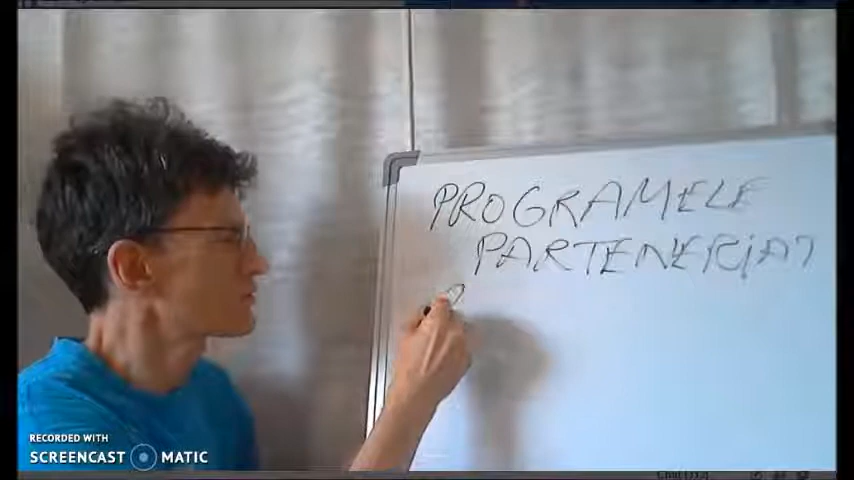 PROGRAMELE
PARTENERIAT
RECORDED WITH
SCREENCAST MATIC